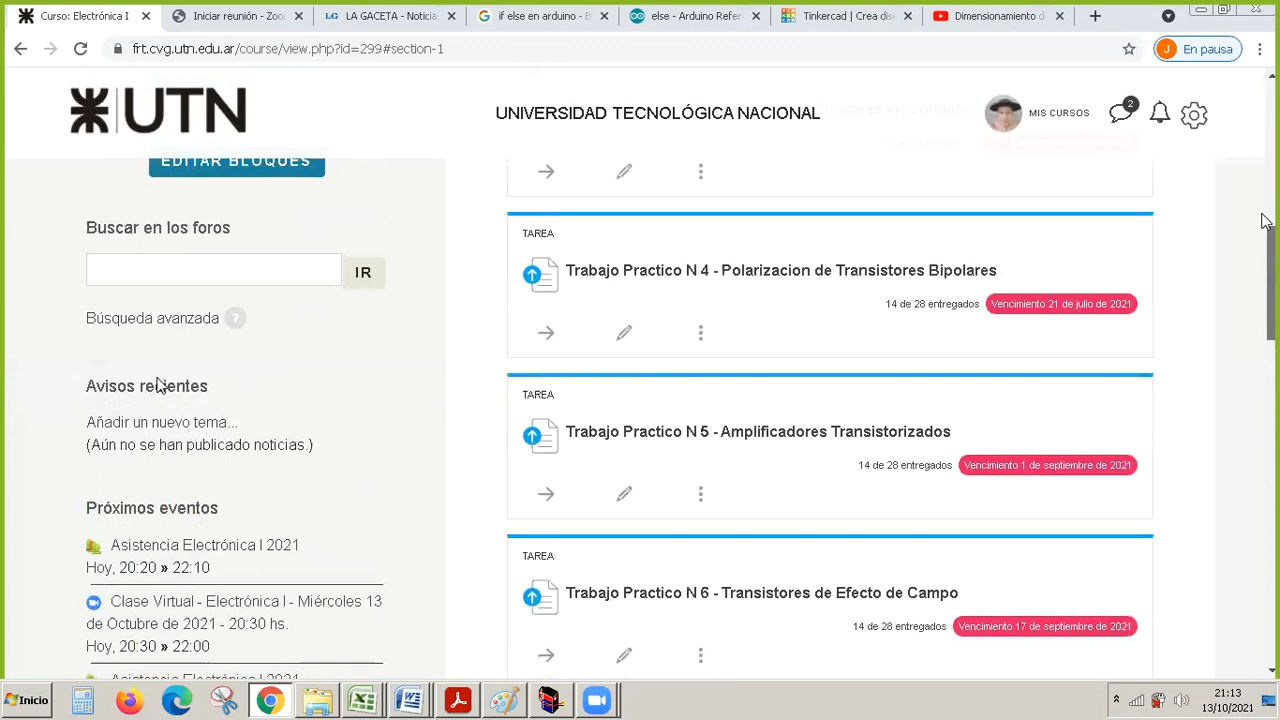 Curso: Electrónica I
Iniciar reunión - Zoo
LA GACETA - Noticias
if else en arduino - B
else - Arduino Refer
Tinkercad | Crea dise
Dimensionamiento de
frt.cvg.utn.edu.ar/course/view.php?id=299#section-1
J
En pausa
UTN
UNIVERSIDAD TECNOLÓGICA NACIONAL
MIS CURSOS
2
EDITAR BLOQUES
Buscar en los foros
IR
Búsqueda avanzada
?
Avisos recientes
Añadir un nuevo tema...
(Aún no se han publicado noticias.)
Próximos eventos
Asistencia Electrónica I 2021
Hoy, 20:20 » 22:10
Clase Virtual - Electrónica I - Miércoles 13
de Octubre de 2021 - 20:30 hs.
Hoy, 20:30 » 22:00
Asistencia Electrónica I 2021
TAREA
Trabajo Practico N 4 - Polarizacion de Transistores Bipolares
14 de 28 entregados
Vencimiento 21 de julio de 2021
TAREA
Trabajo Practico N 5 - Amplificadores Transistorizados
14 de 28 entregados
Vencimiento 1 de septiembre de 2021
TAREA
Trabajo Practico N 6 - Transistores de Efecto de Campo
14 de 28 entregados
Vencimiento 17 de septiembre de 2021
Inicio
21:13
13/10/2021